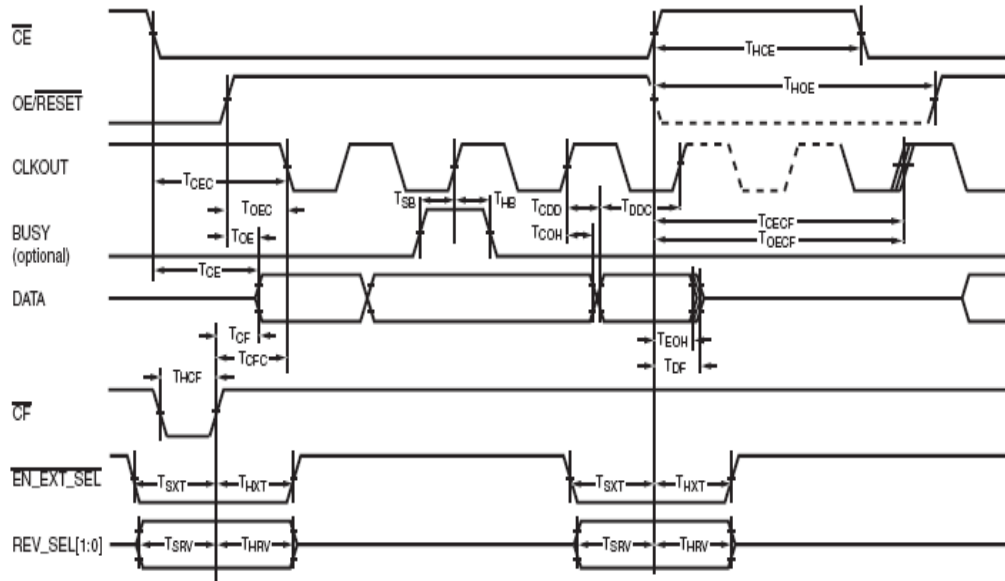 CE
THCE
OE/RESET
THOE
CLKOUT
TCEC
TSB
THB
TCDD
TDDC
TOEC
TCECF
TCOH
TOECF
BUSY
(optional)
TOE
TCE
DATA
TCF
TEOH
TCFC
TDF
THCF
CF
EN_EXT_SEL
TSXT
THXT
TSXT
THXT
REV_SEL[1:0]
TSRV
THRV
TSRV
THRV